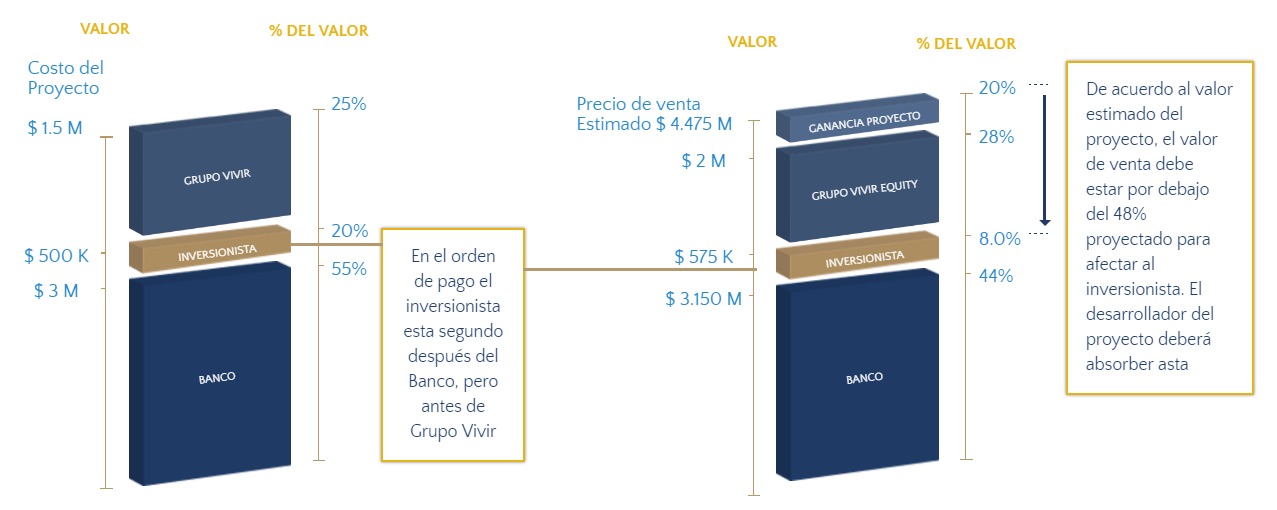 VALOR
% DEL VALOR
Costo del
Proyecto
$ 1.5 M
25%
GRUPO VIVIR
20%
$ 500 K
INVERSIONISTA
55%
$ 3 M
BANCO
En el orden
de pago el
inversionista
esta segundo
después del
Banco, pero
antes de
Grupo Vivir
VALOR
% DEL VALOR
Precio de venta
Estimado $ 4.475 M
20%
GANANCIA PROYECTO
28%
$ 2 M
GRUPO VIVIR EQUITY
8.0%
$ 575 K
INVERSIONISTA
44%
$ 3.150 M
BANCO
De acuerdo al valor
estimado del
proyecto, el valor
de venta debe
estar por debajo
del 48%
proyectado para
afectar al
inversionista. El
desarrollador del
proyecto deberá
absorber asta